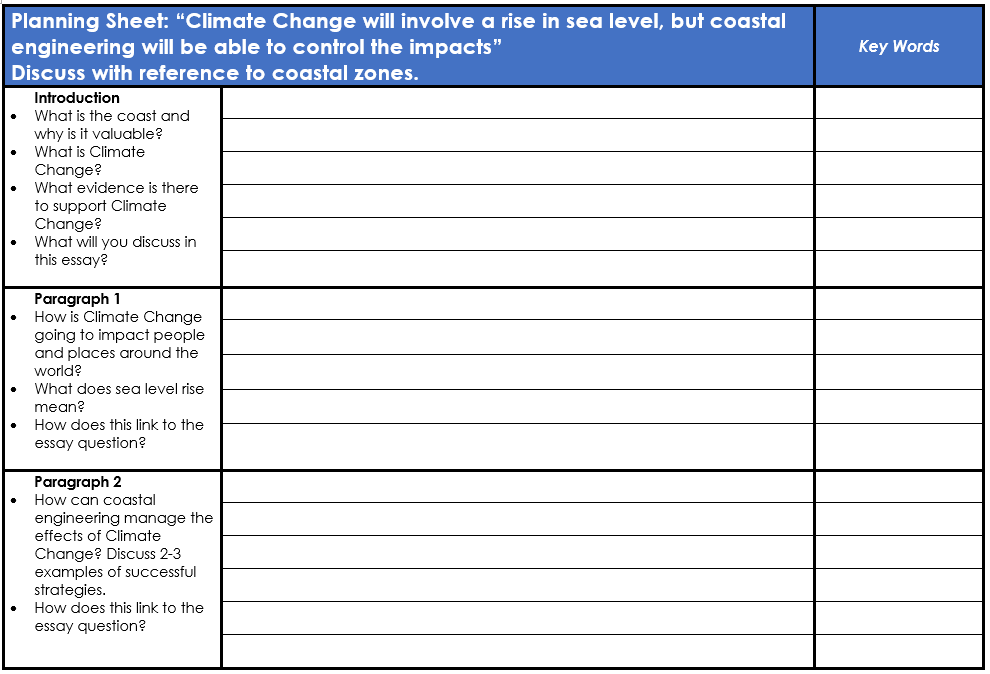 Planning Sheet: “Climate Change will involve a rise in sea level, but coastal
engineering will be able to control the impacts”
Discuss with reference to coastal zones.
Key Words
Introduction
• What is the coast and
why is it valuable?
• What is Climate
Change?
• What evidence is there
to support Climate
Change?
• What will you discuss in
this essay?
Paragraph 1
• How is Climate Change
going to impact people
and places around the
world?
• What does sea level rise
mean?
• How does this link to the
essay question?
Paragraph 2
• How can coastal
engineering manage the
effects of Climate
Change? Discuss 2-3
examples of successful
strategies.
• How does this link to the
essay question?